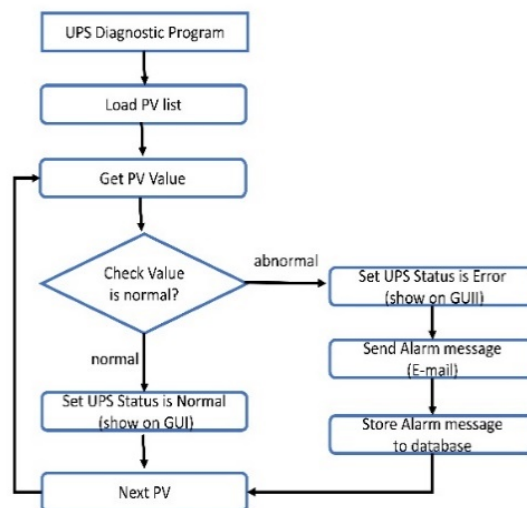 UPS Diagnostic Program
Load PV list
Get PV Value
Check Value
is normal?
abnormal
Set UPS Status is Error
(show on GUII)
Send Alarm message
(E-mail)
Store Alarm message
to database
normal
Set UPS Status is Normal
(show on GUI)
Next PV